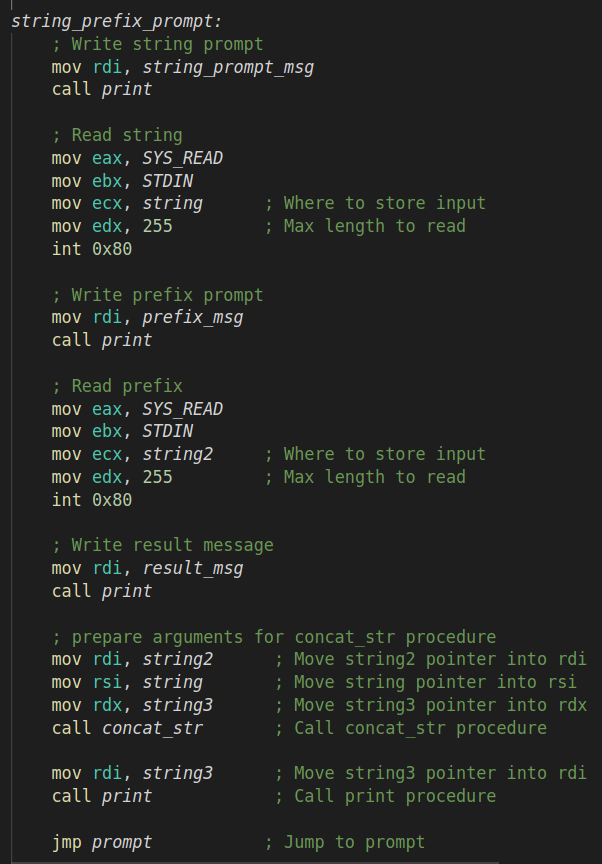 string_prefix_prompt:
; Write string prompt
mov rdi, string_prompt_msg
call print
; Read string
mov eax, SYS_READ
mov ebx, STDIN
mov ecx, string ; Where to store input
mov edx, 255 ; Max length to read
int 0x80
; Write prefix prompt
mov rdi, prefix_msg
call print
; Read prefix
mov eax, SYS_READ
mov ebx, STDIN
mov ecx, string2 ; Where to store input
mov edx, 255 ; Max length to read
int 0x80
; Write result message
mov rdi, result_msg
call print
; prepare arguments for concat_str procedure
mov rdi, string2 ; Move string2 pointer into rdi
mov rsi, string ; Move string pointer into rsi
mov rdx, string3 ; Move string3 pointer into rdx
call concat_str ; Call concat_str procedure
mov rdi, string3 ; Move string3 pointer into rdi
call print ; Call print procedure
jmp prompt ; Jump to prompt